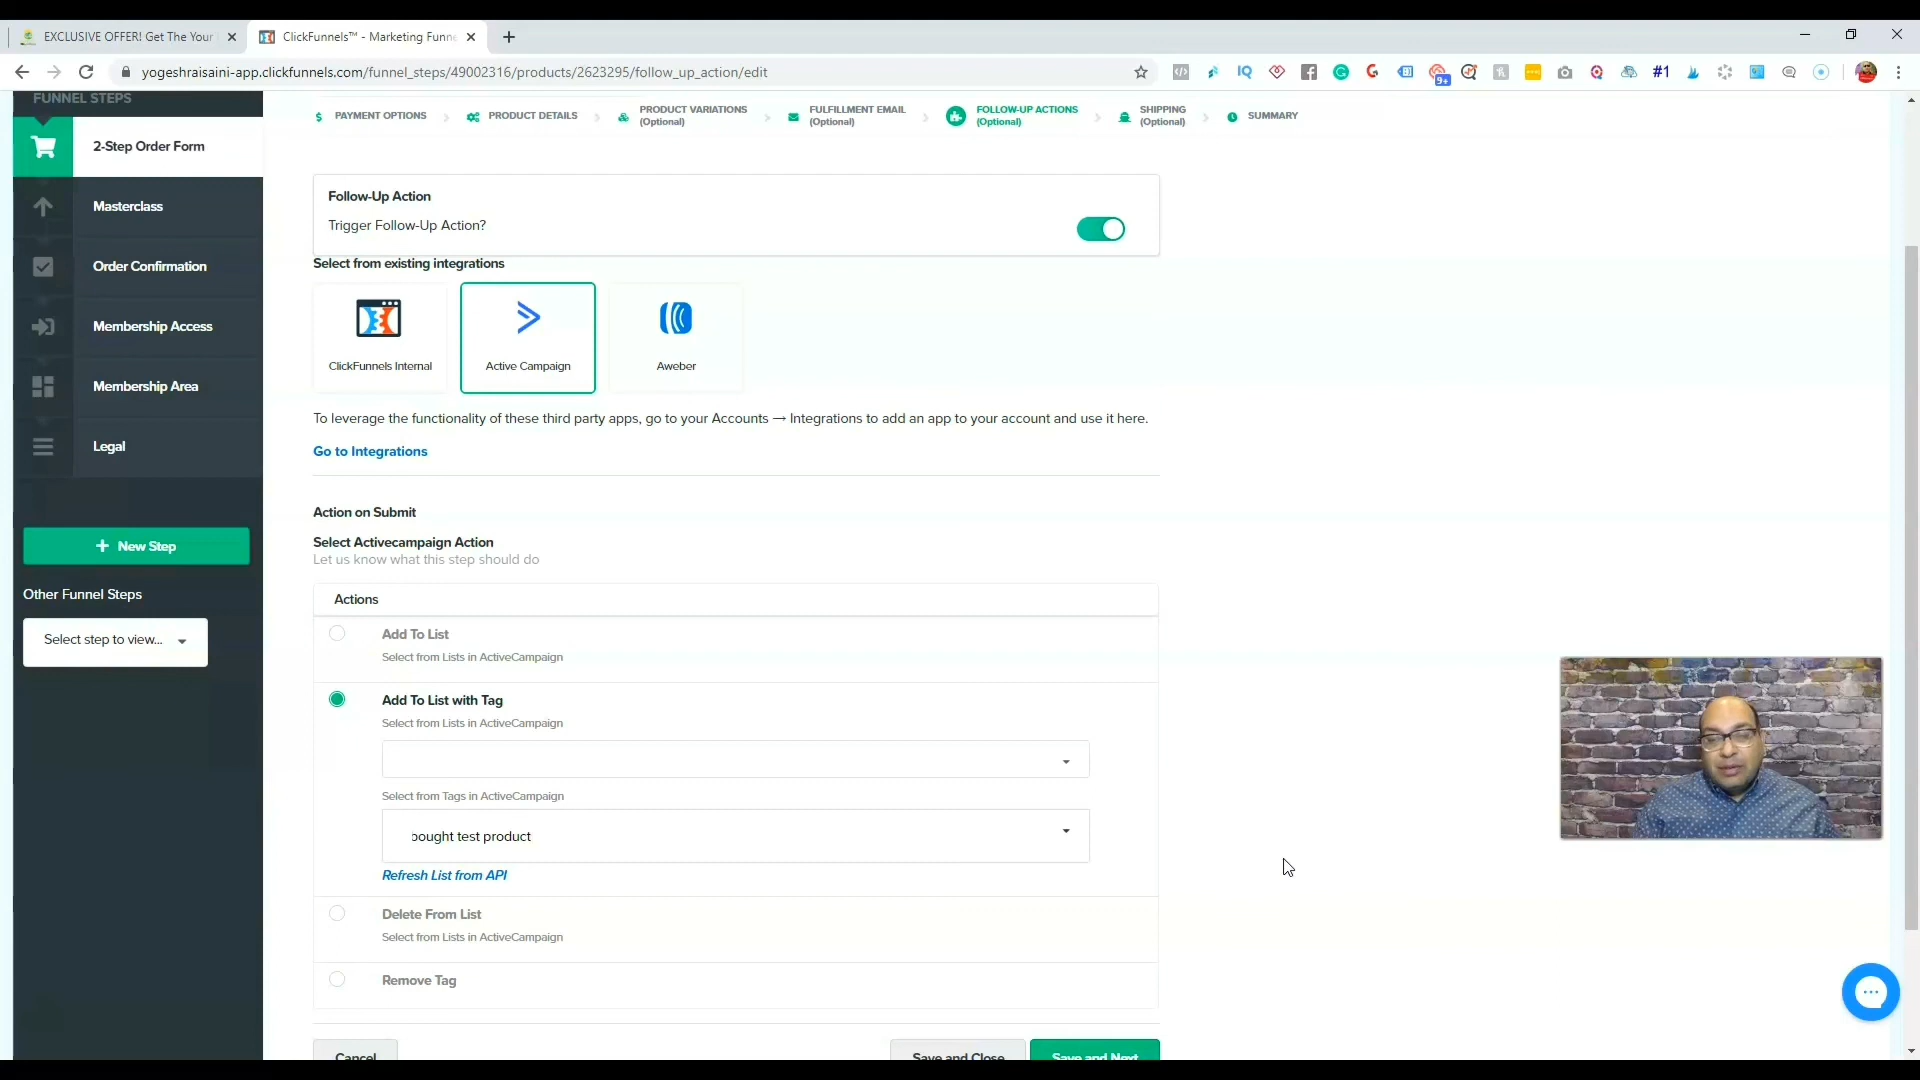 EXCLUSIVE OFFER! Get The Your
ClickFunnels™ - Marketing Funne
yogeshraisaini-app.clickfunnels.com/funnel_steps/49002316/products/2623295/follow_up_action/edit
IQ
9+
#1
FUNNEL STEPS
2-Step Order Form
Masterclass
Order Confirmation
Membership Access
Membership Area
Legal
+ New Step
Other Funnel Steps
Select step to view...
PAYMENT OPTIONS
PRODUCT DETAILS
PRODUCT VARIATIONS
(Optional)
FULFILLMENT EMAIL
(Optional)
FOLLOW-UP ACTIONS
(Optional)
SHIPPING
(Optional)
SUMMARY
Follow-Up Action
Trigger Follow-Up Action?
Select from existing integrations
ClickFunnels Internal
Active Campaign
Aweber
To leverage the functionality of these third party apps, go to your Accounts → Integrations to add an app to your account and use it here.
Go to Integrations
Action on Submit
Select Activecampaign Action
Let us know what this step should do
Actions
Add To List
Select from Lists in ActiveCampaign
Add To List with Tag
Select from Lists in ActiveCampaign
Select from Tags in ActiveCampaign
bought test product
Refresh List from API
Delete From List
Select from Lists in ActiveCampaign
Remove Tag
Cancel
Save and Close
Save and Next